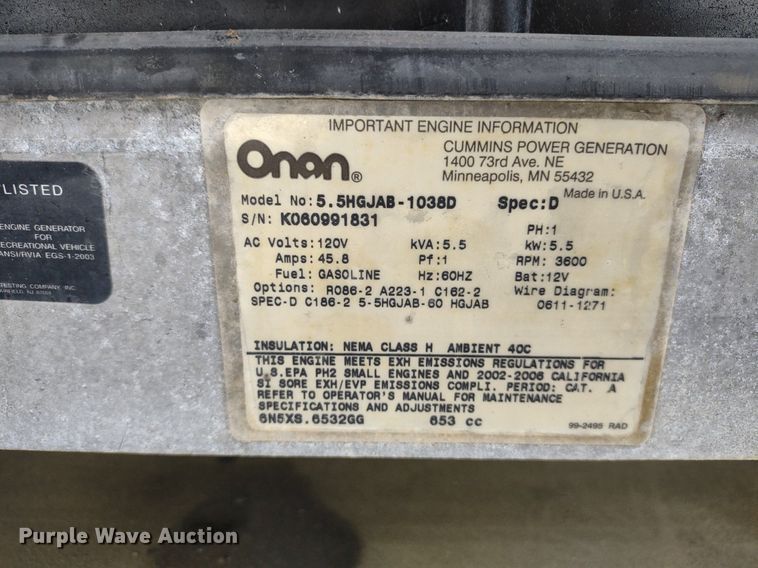 IMPORTANT ENGINE INFORMATION
Onan®
CUMMINS POWER GENERATION
1400 73rd Ave. NE
Minneapolis, MN 55432
Made in U.S.A.
Model No: 5.5HGJAB-1038D Spec:D
S/N: K060991831
PH:1
AC Volts: 120V kVA: 5.5 kW: 5.5
Amps: 45.8 Pf: 1 RPM: 3600
Fuel: GASOLINE Hz: 60HZ Bat: 12V
Options: R086-2 A223-1 C162-2 Wire Diagram:
SPEC-D C186-2 5-5HGJAB-60 HGJAB 0611-1271
INSULATION: NEMA CLASS H AMBIENT 40C
THIS ENGINE MEETS EXH EMISSIONS REGULATIONS FOR
U.S.EPA PH2 SMALL ENGINES AND 2002-2006 CALIFORNIA
SI SORE EXH/EVP EMISSIONS COMPLI. PERIOD: CAT. A
REFER TO OPERATOR'S MANUAL FOR MAINTENANCE
SPECIFICATIONS AND ADJUSTMENTS
6N5XS.6532GG 653 cc
99-2495 RAD
/LISTED
ENGINE GENERATOR
FOR
RECREATIONAL VEHICLE
ANSI/RVIA EGS-1-2003
TESTING COMPANY INC.
Purple Wave Auction®
Purple Wave Auction®